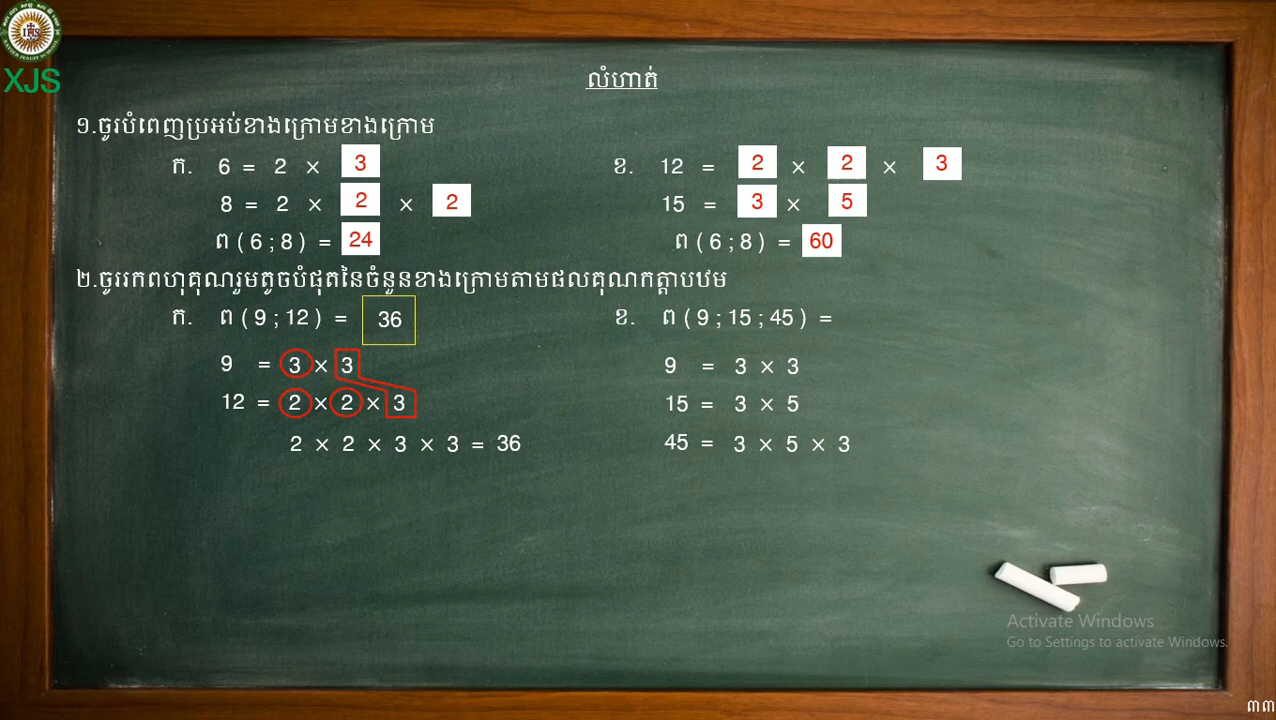 XJS
លំហាត់
១.ចូរបំពេញប្រអប់ខាងក្រោមខាងក្រោម
ក. 6 = 2 × 3
8 = 2 × 2 × 2
ព ( 6 ; 8 ) = 24
ខ. 12 = 2 × 2 × 3
15 = 3 × 5
ព ( 6 ; 8 ) = 60
២.ចូររកពហុគុណរួមតូចបំផុតនៃចំនួនខាងក្រោមតាមផលគុណកត្តាបឋម
ក. ព ( 9 ; 12 ) = 36
9 = 3 × 3
12 = 2 × 2 × 3
2 × 2 × 3 × 3 = 36
ខ. ព ( 9 ; 15 ; 45 ) =
9 = 3 × 3
15 = 3 × 5
45 = 3 × 5 × 3
Activate Windows
Go to Settings to activate Windows.
៣៣